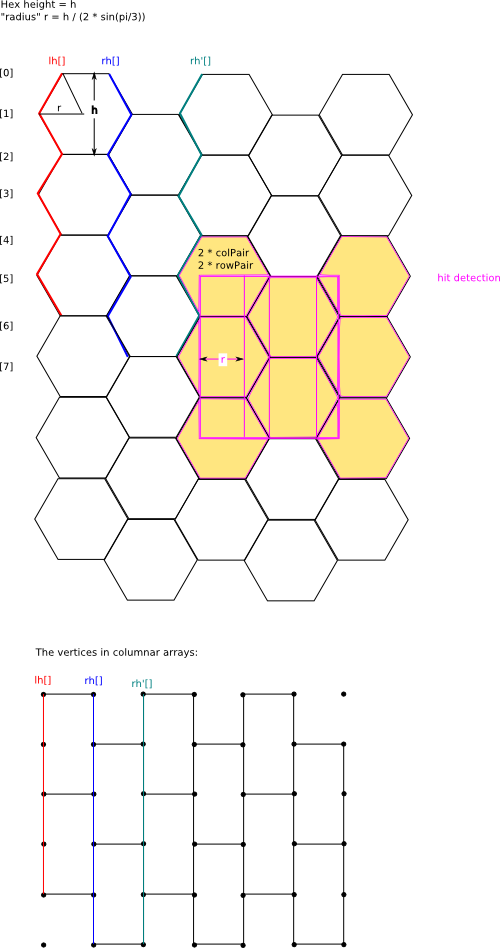 Hex height = h
"radius" r = h / (2 * sin(pi/3))
lh[] rh[] rh'[]
[0]
r h
[1]
[2]
[3]
[4]
2 * colPair
2 * rowPair
[5] hit detection
[6]
r
[7]
The vertices in columnar arrays:
lh[] rh[] rh'[]